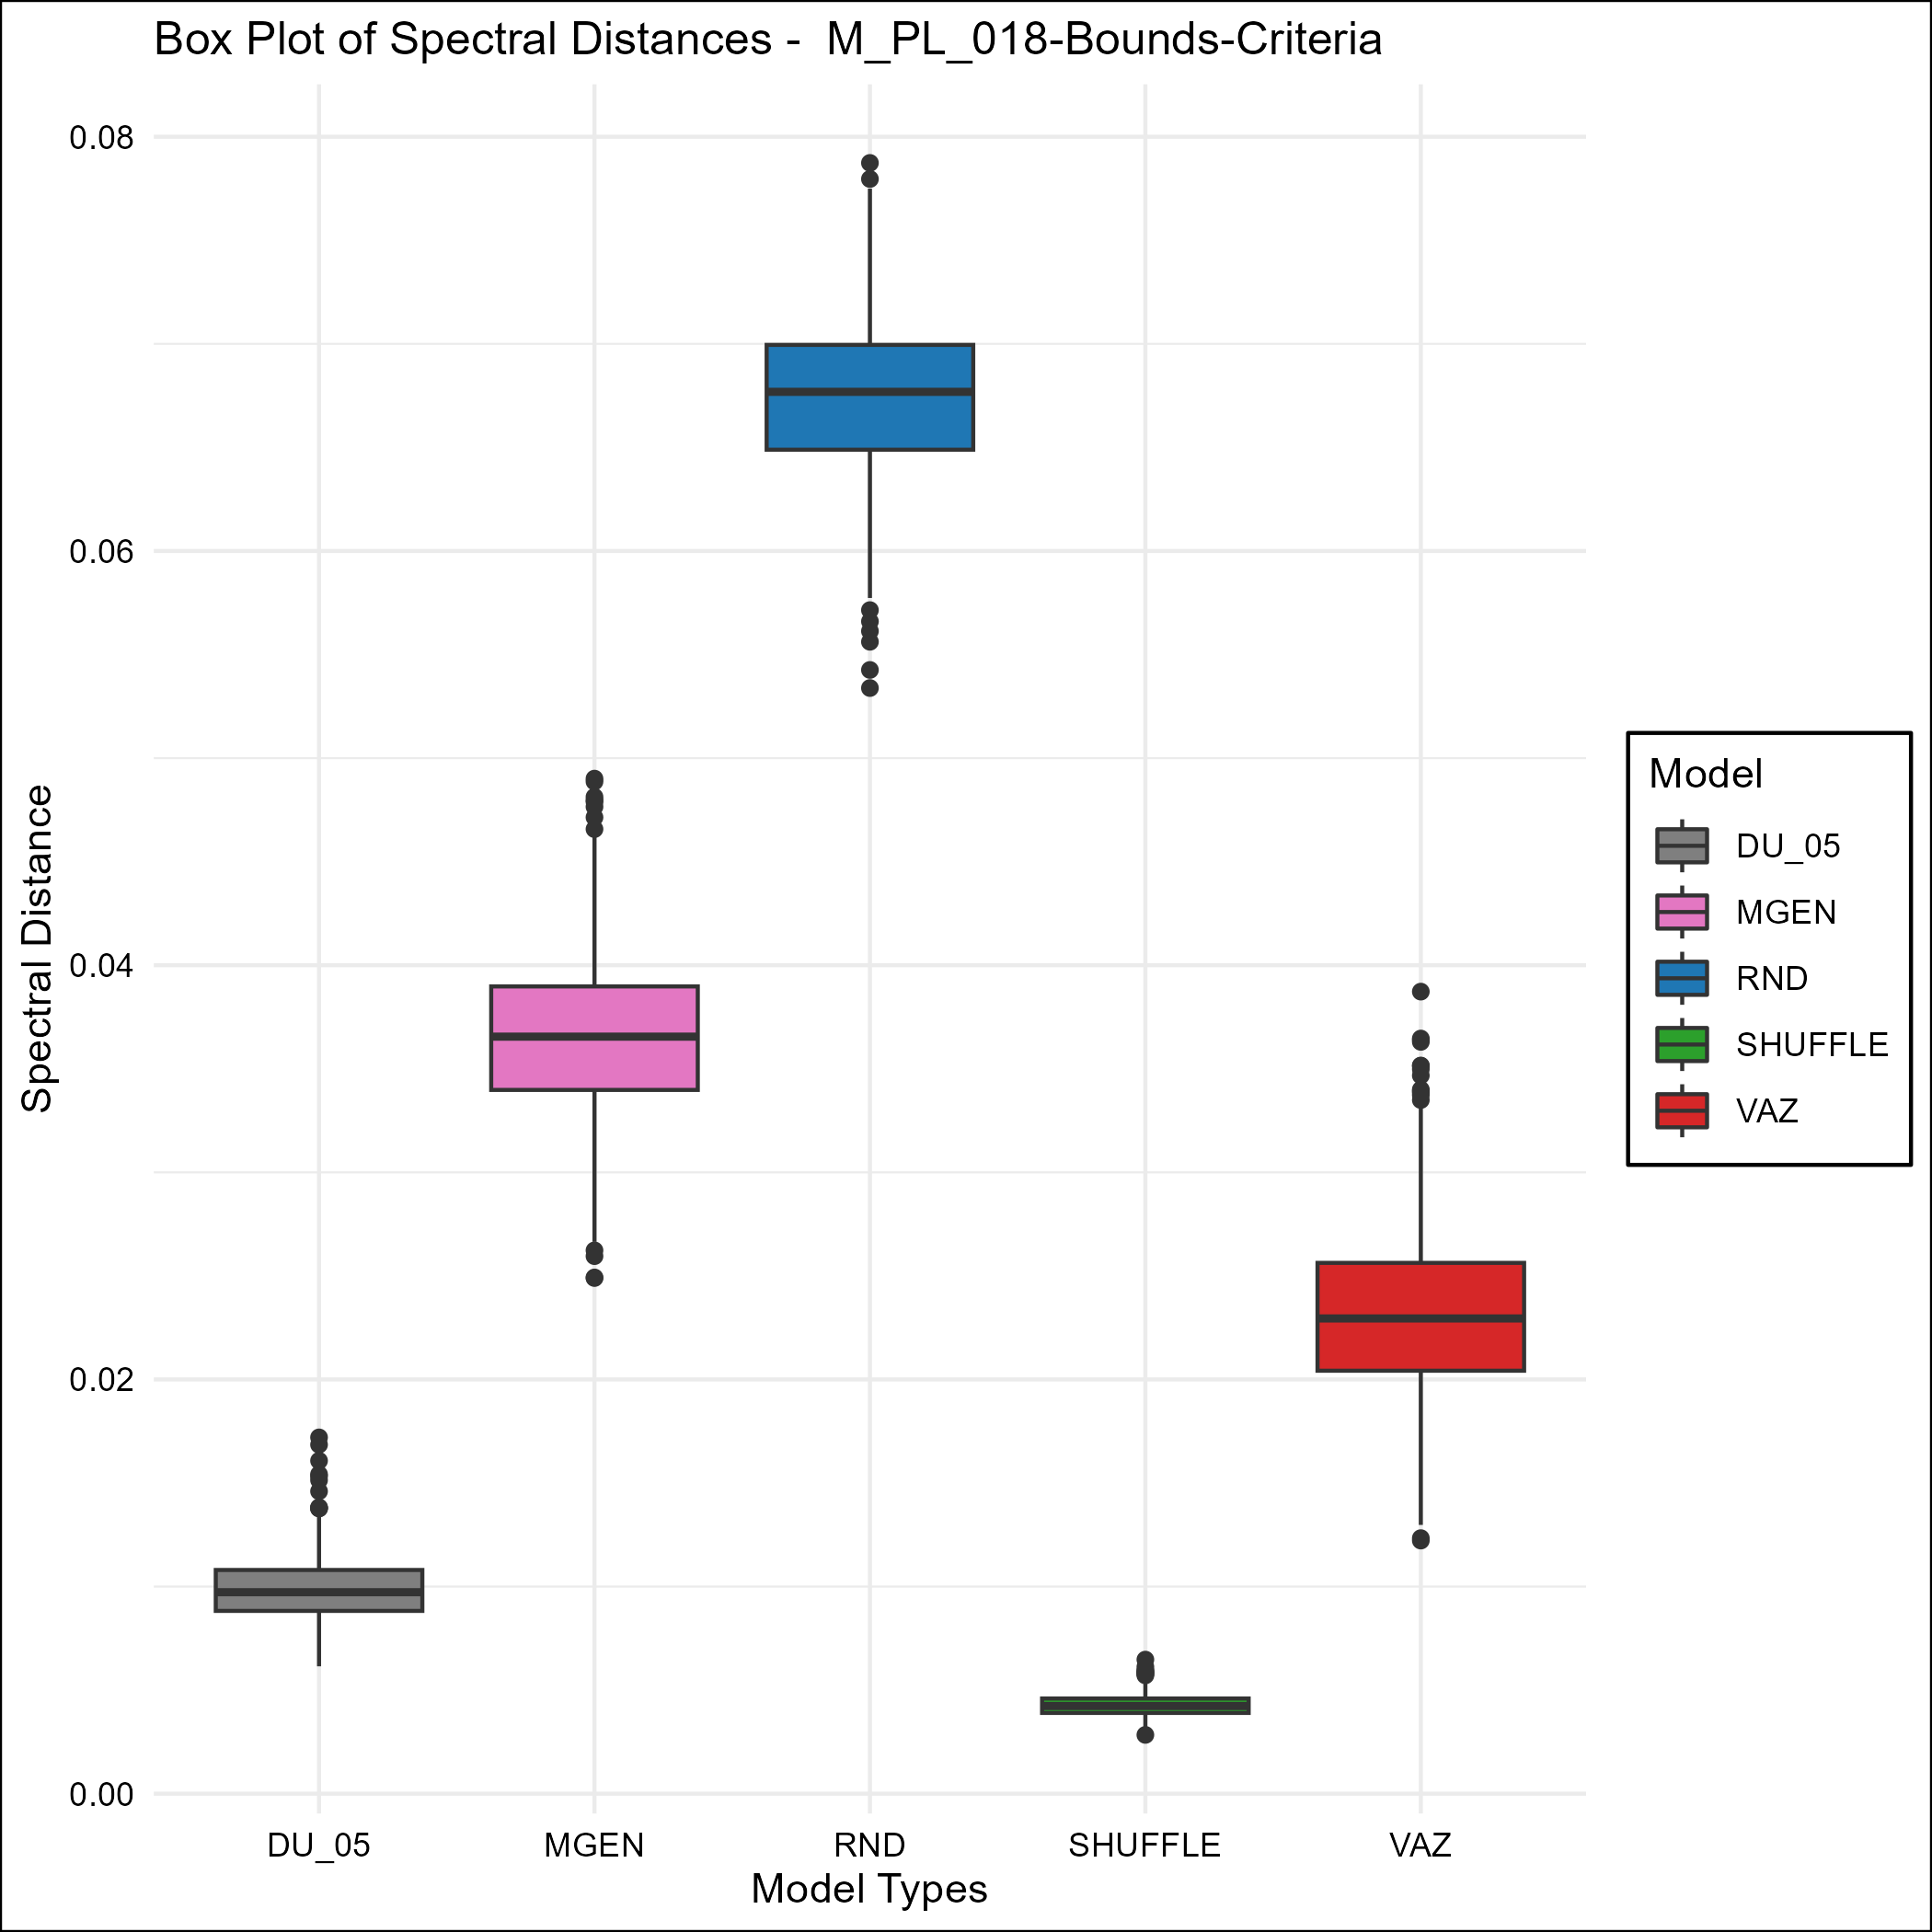 Box Plot of Spectral Distances -  M_PL_018-Bounds-Criteria
Spectral Distance
0.08
0.06
0.04
0.02
0.00
DU_05 MGEN RND SHUFFLE VAZ
Model Types
Model
DU_05
MGEN
RND
SHUFFLE
VAZ